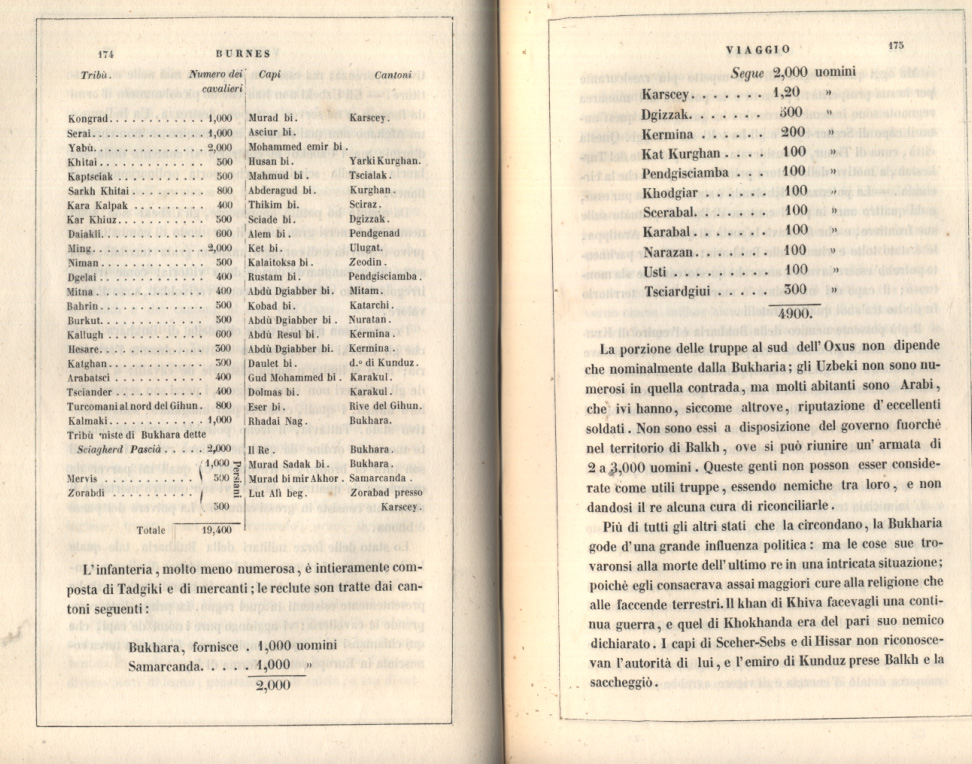 174 BURNES
Tribù. Numero dei Capi Cantoni
cavalieri
Kongrad. . . . . . . . . . . 1,000 Murad bi. Karscey.
Serai. . . . . . . . . . . . . 1,000 Asciur bi.
Yabù. . . . . . . . . . . . . 2,000 Mohammed emir bi.
Khitai . . . . . . . . . . . . 500 Husan bi. Yarki Kurghan.
Kaptsciak . . . . . . . . . . 500 Mahmud bi. Tscialak.
Sarkh Khitai . . . . . . . . 800 Abderagud bi. Kurghan.
Kara Kalpak . . . . . . . . 400 Thikim bi. Sciraz.
Kar Khiuz. . . . . . . . . . 500 Sciade bi. Dgizzak.
Daiakli. . . . . . . . . . . . 600 Alem bi. Pendgenad
Ming. . . . . . . . . . . . . 2,000 Ket bi. Ulugat.
Niman . . . . . . . . . . . . 500 Kalaitoksa bi. Zeodin.
Dgelai . . . . . . . . . . . . 400 Rustam bi. Pendgisciamba.
Mitna . . . . . . . . . . . . 400 Abdù Dgiabber bi. Mitam.
Bahrin. . . . . . . . . . . . 500 Kobad bi. Katarchi.
Burkut. . . . . . . . . . . . 500 Abdù Dgiabber bi. Nuratan.
Kallugh . . . . . . . . . . . 600 Abdù Resul bi. Kermina.
Hesare. . . . . . . . . . . . 500 Abdù Dgiabber bi. Kermina.
Katghan. . . . . . . . . . . 500 Daulet bi. d.º di Kunduz.
Arabatsci . . . . . . . . . . 400 Gud Mohammed bi. Karakul.
Tsciander . . . . . . . . . . 400 Dolmas bi. Karakul.
Turcomani al nord del Gihun. 800 Eser bi. Rive del Gihun.
Kalmaki. . . . . . . . . . . 1,000 Rhadai Nag. Bukhara.
Tribù miste di Bukhara dette
Sciagherd Pascià . . . . . 2,000 Il Re. Bukhara.
1,000 Murad Sadak bi. Bukhara.
Mervis . . . . . . . . . . . 500 Persiani Murad bi mir Akhor. Samarcanda.
Zorabdi . . . . . . . . . . Lut Alì beg. Zorabad presso
500 Karscey.
Totale 19,400
L'infanteria, molto meno numerosa, è intieramente com-
posta di Tadgiki e di mercanti; le reclute son tratte dai can-
toni seguenti:
Bukhara, fornisce . 1,000 uomini
Samarcanda. . . . . 1,000 »
2,000
VIAGGIO 175
Segue 2,000 uomini
Karscey. . . . . . . 1,20 »
Dgizzak. . . . . . . 500 »
Kermina . . . . . . 200 »
Kat Kurghan . . . . 100 »
Pendgisciamba . . . 100 »
Khodgiar . . . . . . 100 »
Scerabal. . . . . . . 100 »
Karabal. . . . . . . 100 »
Narazan. . . . . . . 100 »
Usti . . . . . . . . 100 »
Tsciardgiui . . . . . 300 »
4900.
La porzione delle truppe al sud dell'Oxus non dipende
che nominalmente dalla Bukharia; gli Uzbeki non sono nu-
merosi in quella contrada, ma molti abitanti sono Arabi,
che ivi hanno, siccome altrove, riputazione d'eccellenti
soldati. Non sono essi a disposizione del governo fuorchè
nel territorio di Balkh, ove si può riunire un' armata di
2 a 3,000 uomini. Queste genti non posson esser conside-
rate come utili truppe, essendo nemiche tra loro, e non
dandosi il re alcuna cura di riconciliarle.
Più di tutti gli altri stati che la circondano, la Bukharia
gode d'una grande influenza politica: ma le cose sue tro-
varonsi alla morte dell'ultimo re in una intricata situazione;
poichè egli consacrava assai maggiori cure alla religione che
alle faccende terrestri. Il khan di Khiva facevagli una conti-
nua guerra, e quel di Khokhanda era del pari suo nemico
dichiarato. I capi di Sceher-Sebs e di Hissar non riconosce-
van l'autorità di lui, e l'emiro di Kunduz prese Balkh e la
saccheggiò.